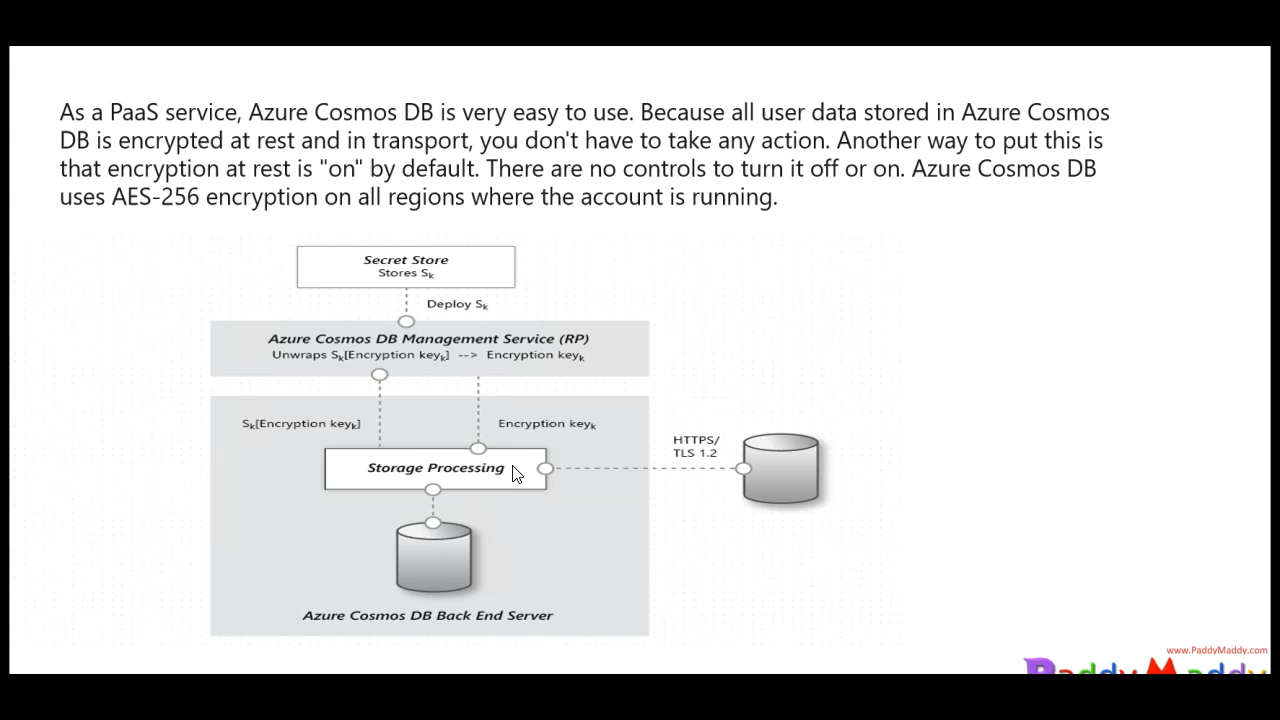 As a PaaS service, Azure Cosmos DB is very easy to use. Because all user data stored in Azure Cosmos
DB is encrypted at rest and in transport, you don't have to take any action. Another way to put this is
that encryption at rest is "on" by default. There are no controls to turn it off or on. Azure Cosmos DB
uses AES-256 encryption on all regions where the account is running.
Secret Store
Stores Sk
Deploy Sk
Azure Cosmos DB Management Service (RP)
Unwraps Sk[Encryption keyk] --> Encryption keyk
Sk[Encryption keyk]
Encryption keyk
HTTPS/
TLS 1.2
Storage Processing
Azure Cosmos DB Back End Server
www.PaddyMaddy.com
PaddyMaddy